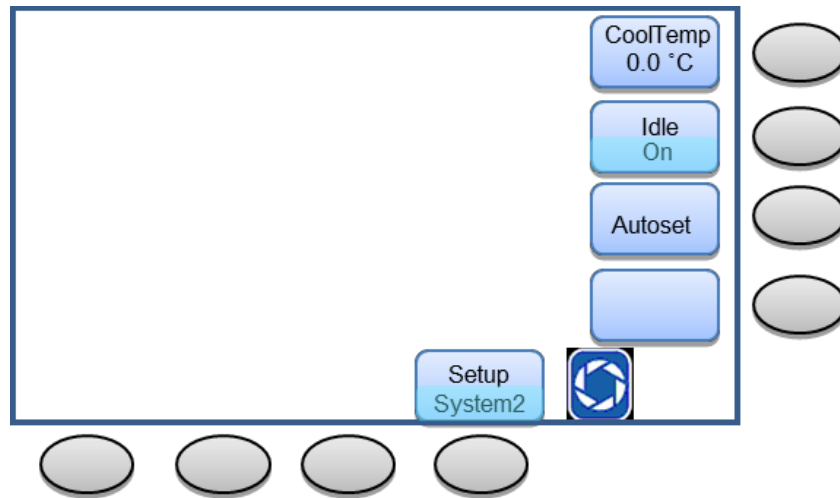 CoolTemp
0.0 ˚C
Idle
On
Autoset
Setup
System2